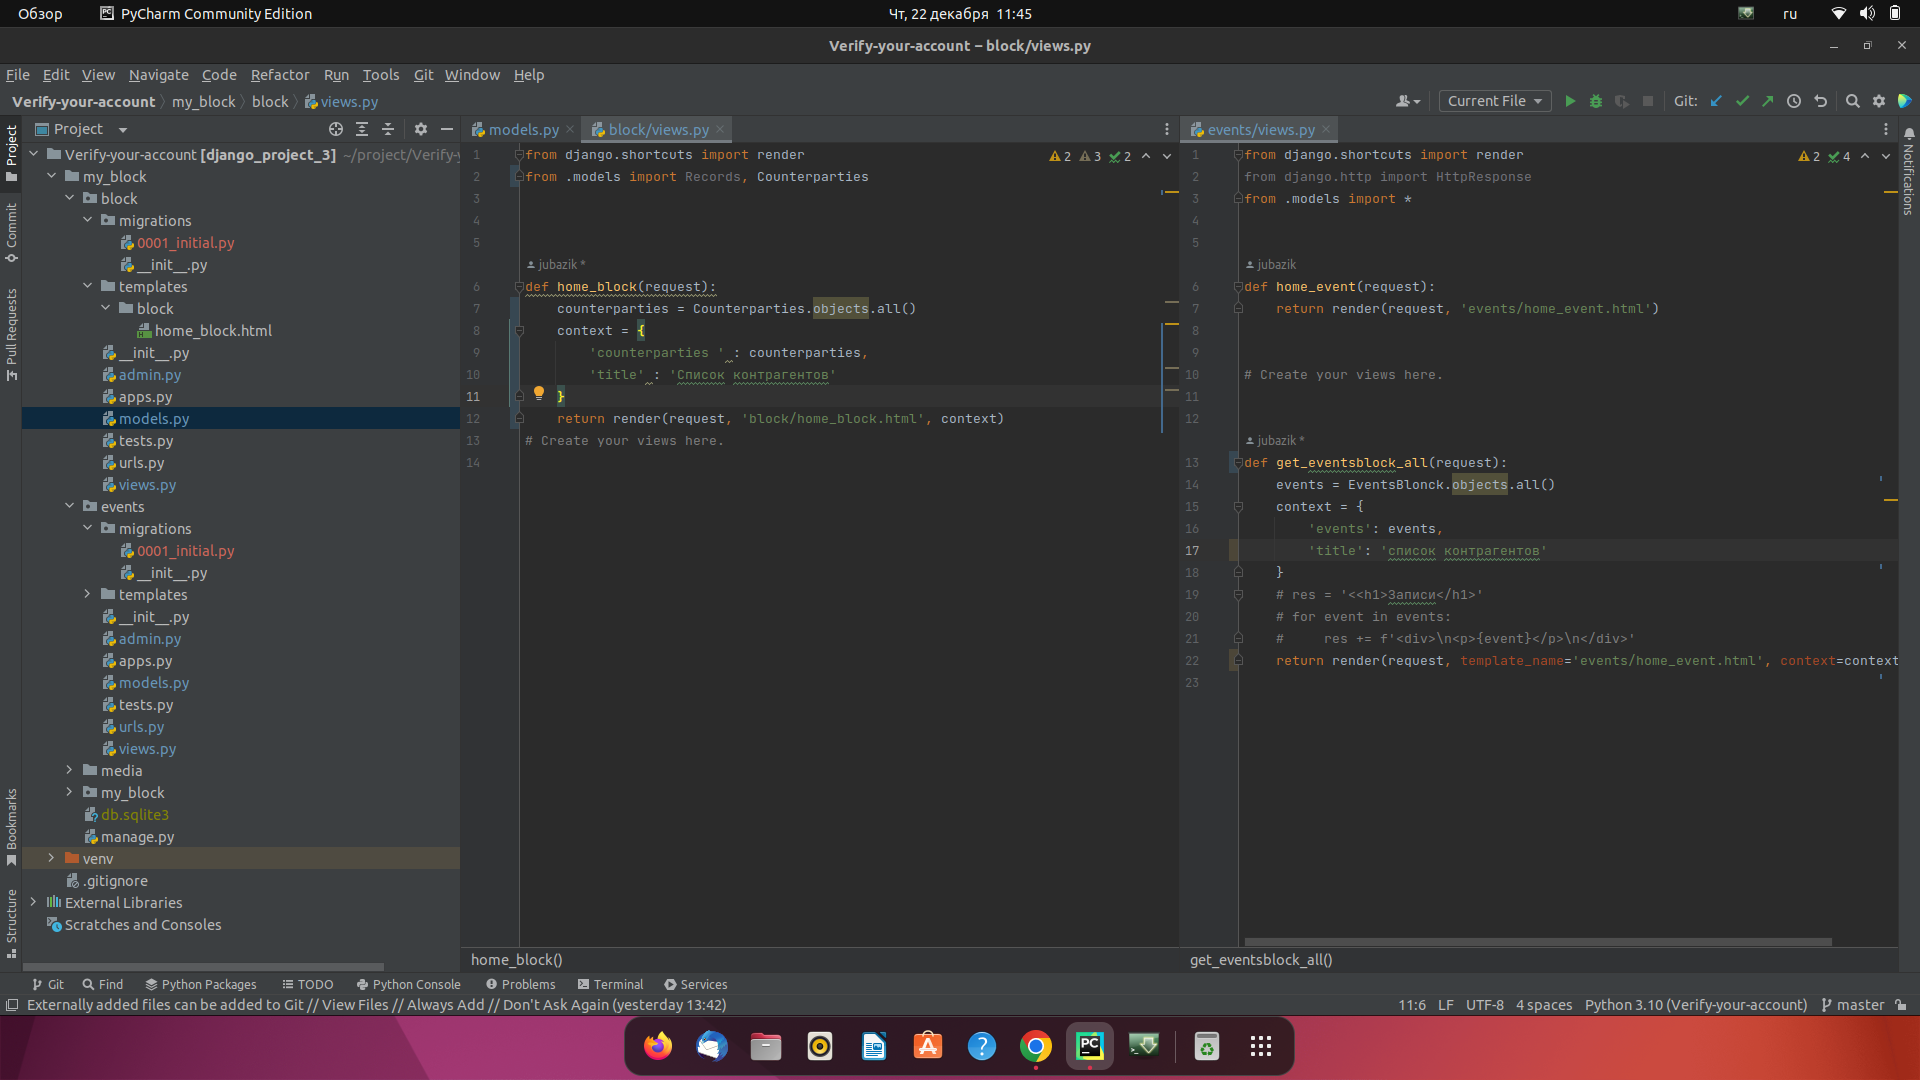 Обзор
PyCharm Community Edition
Чт, 22 декабря 11:45
ru
Verify-your-account – block/views.py
File Edit View Navigate Code Refactor Run Tools Git Window Help
Verify-your-account my_block block views.py
Current File
Git:
Project
models.py
block/views.py
events/views.py
Project
Commit
Pull Requests
Bookmarks
Structure
Notifications
Verify-your-account [django_project_3] ~/project/Verify-y
my_block
block
migrations
0001_initial.py
__init__.py
templates
block
home_block.html
__init__.py
admin.py
apps.py
models.py
tests.py
urls.py
views.py
events
migrations
0001_initial.py
__init__.py
templates
__init__.py
admin.py
apps.py
models.py
tests.py
urls.py
views.py
media
my_block
db.sqlite3
manage.py
venv
.gitignore
External Libraries
Scratches and Consoles
2 3 2
1 from django.shortcuts import render
2 from .models import Records, Counterparties
3
4
5
jubazik *
6 def home_block(request):
7 counterparties = Counterparties.objects.all()
8 context = {
9 'counterparties ' : counterparties,
10 'title' : 'Список контрагентов'
11 }
12 return render(request, 'block/home_block.html', context)
13 # Create your views here.
14
home_block()
2 4
1 from django.shortcuts import render
2 from django.http import HttpResponse
3 from .models import *
4
5
jubazik
6 def home_event(request):
7 return render(request, 'events/home_event.html')
8
9
10 # Create your views here.
11
12
jubazik *
13 def get_eventsblock_all(request):
14 events = EventsBlonck.objects.all()
15 context = {
16 'events': events,
17 'title': 'список контрагентов'
18 }
19 # res = '<<h1>Записи</h1>'
20 # for event in events:
21 # res += f'<div>\n<p>{event}</p>\n</div>'
22 return render(request, template_name='events/home_event.html', context=context
23
get_eventsblock_all()
Git Find Python Packages TODO Python Console Problems Terminal Services
Externally added files can be added to Git // View Files // Always Add // Don't Ask Again (yesterday 13:42)
11:6 LF UTF-8 4 spaces Python 3.10 (Verify-your-account) master
PC